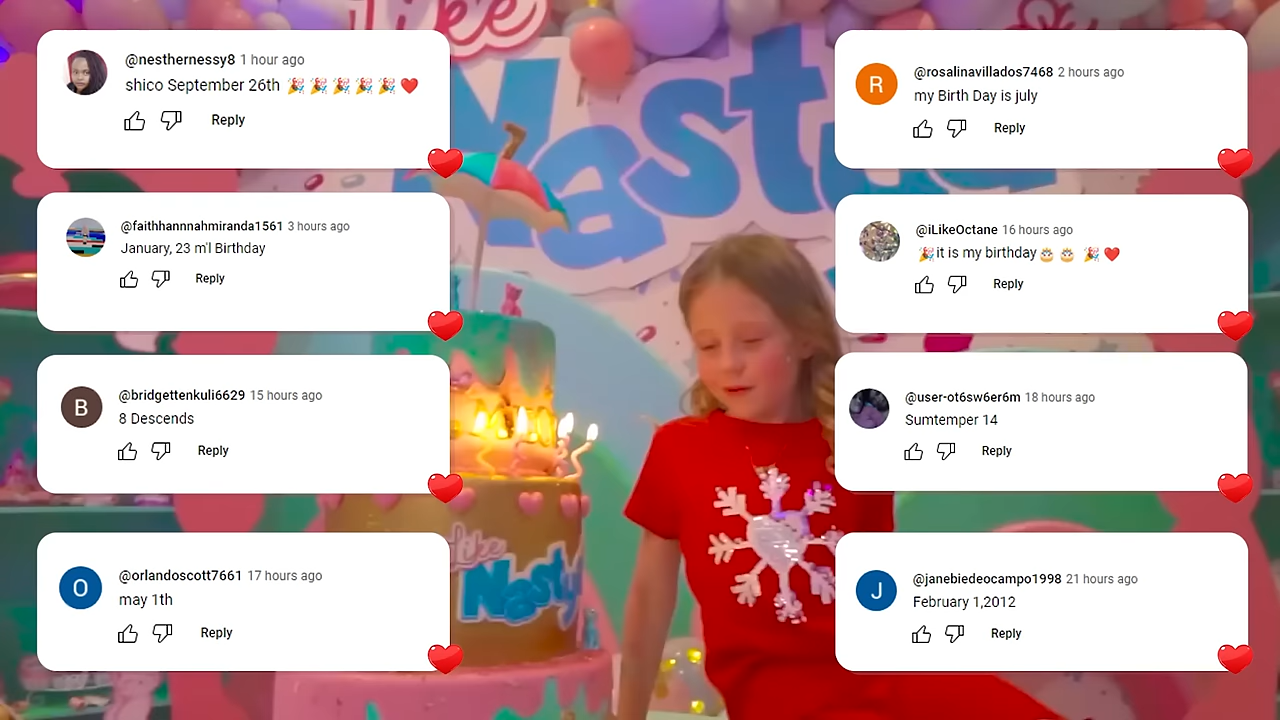 Like
Nasty
@nesthernessy8 1 hour ago
shico September 26th 🎉 🎉 🎉 🎉 🎉 ❤️
Reply
@faithhannnahmiranda1561 3 hours ago
January, 23 m'l Birthday
Reply
@bridgettenkuli6629 15 hours ago
8 Descends
Reply
@orlandoscott7661 17 hours ago
may 1th
Reply
R
@rosalinavillados7468 2 hours ago
my Birth Day is july
Reply
@iLikeOctane 16 hours ago
🎉it is my birthday🎂 🎂 🎉 ❤️
Reply
@user-ot6sw6er6m 18 hours ago
Sumtemper 14
Reply
J
@janebiedeocampo1998 21 hours ago
February 1,2012
Reply
B
O
Like
Nasty